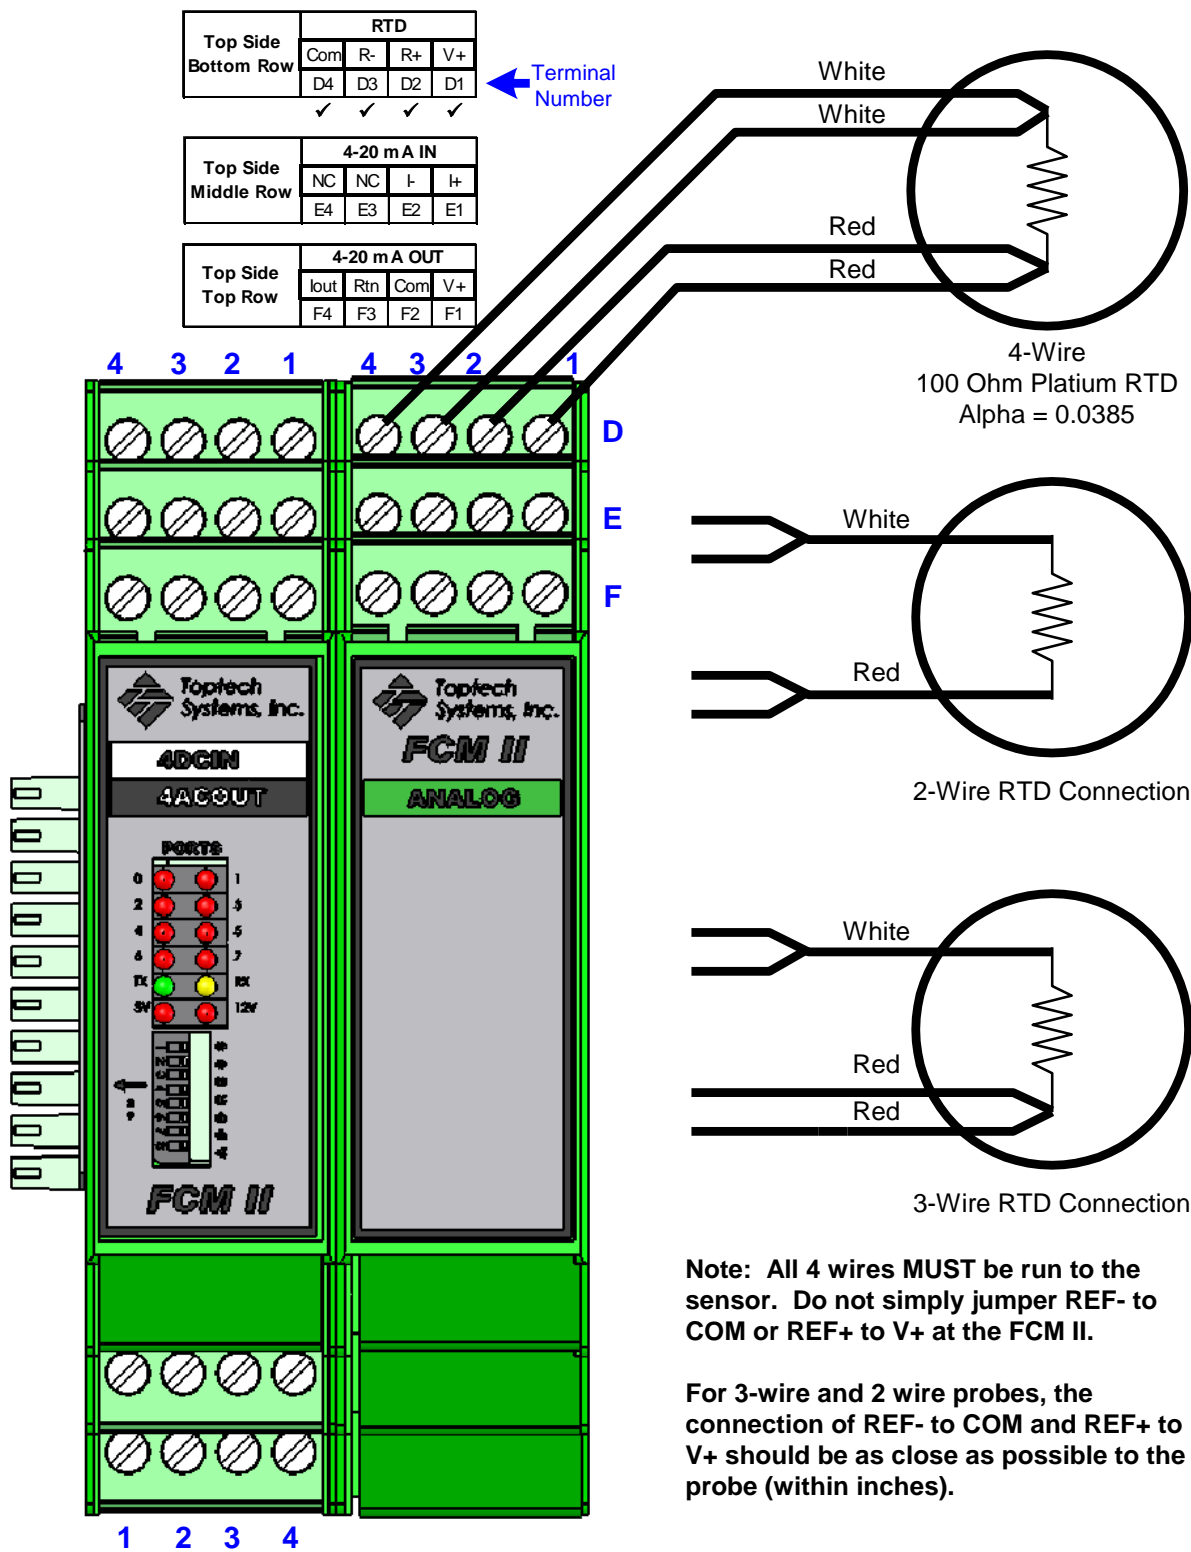 Top Side
Bottom Row
RTD
Com R- R+ V+
D4 D3 D2 D1
✓ ✓ ✓ ✓
Terminal
Number
Top Side
Middle Row
4-20 mA IN
NC NC I- I+
E4 E3 E2 E1
Top Side
Top Row
4-20 mA OUT
Iout Rtn Com V+
F4 F3 F2 F1
White
White
Red
Red
4-Wire
100 Ohm Platium RTD
Alpha = 0.0385
4 3 2 1
4 3 2 1
D
E
F
White
Red
2-Wire RTD Connection
White
Red
Red
3-Wire RTD Connection
Toptech
Systems, Inc.
4DCIN
4ACOUT
PORTS
0 1
2
4
6 7
TX RX
5V 12V
FCM II
Toptech
Systems, Inc.
FCM II
ANALOG
1 2 3 4
Note: All 4 wires MUST be run to the
sensor. Do not simply jumper REF- to
COM or REF+ to V+ at the FCM II.
For 3-wire and 2 wire probes, the
connection of REF- to COM and REF+ to
V+ should be as close as possible to the
probe (within inches).